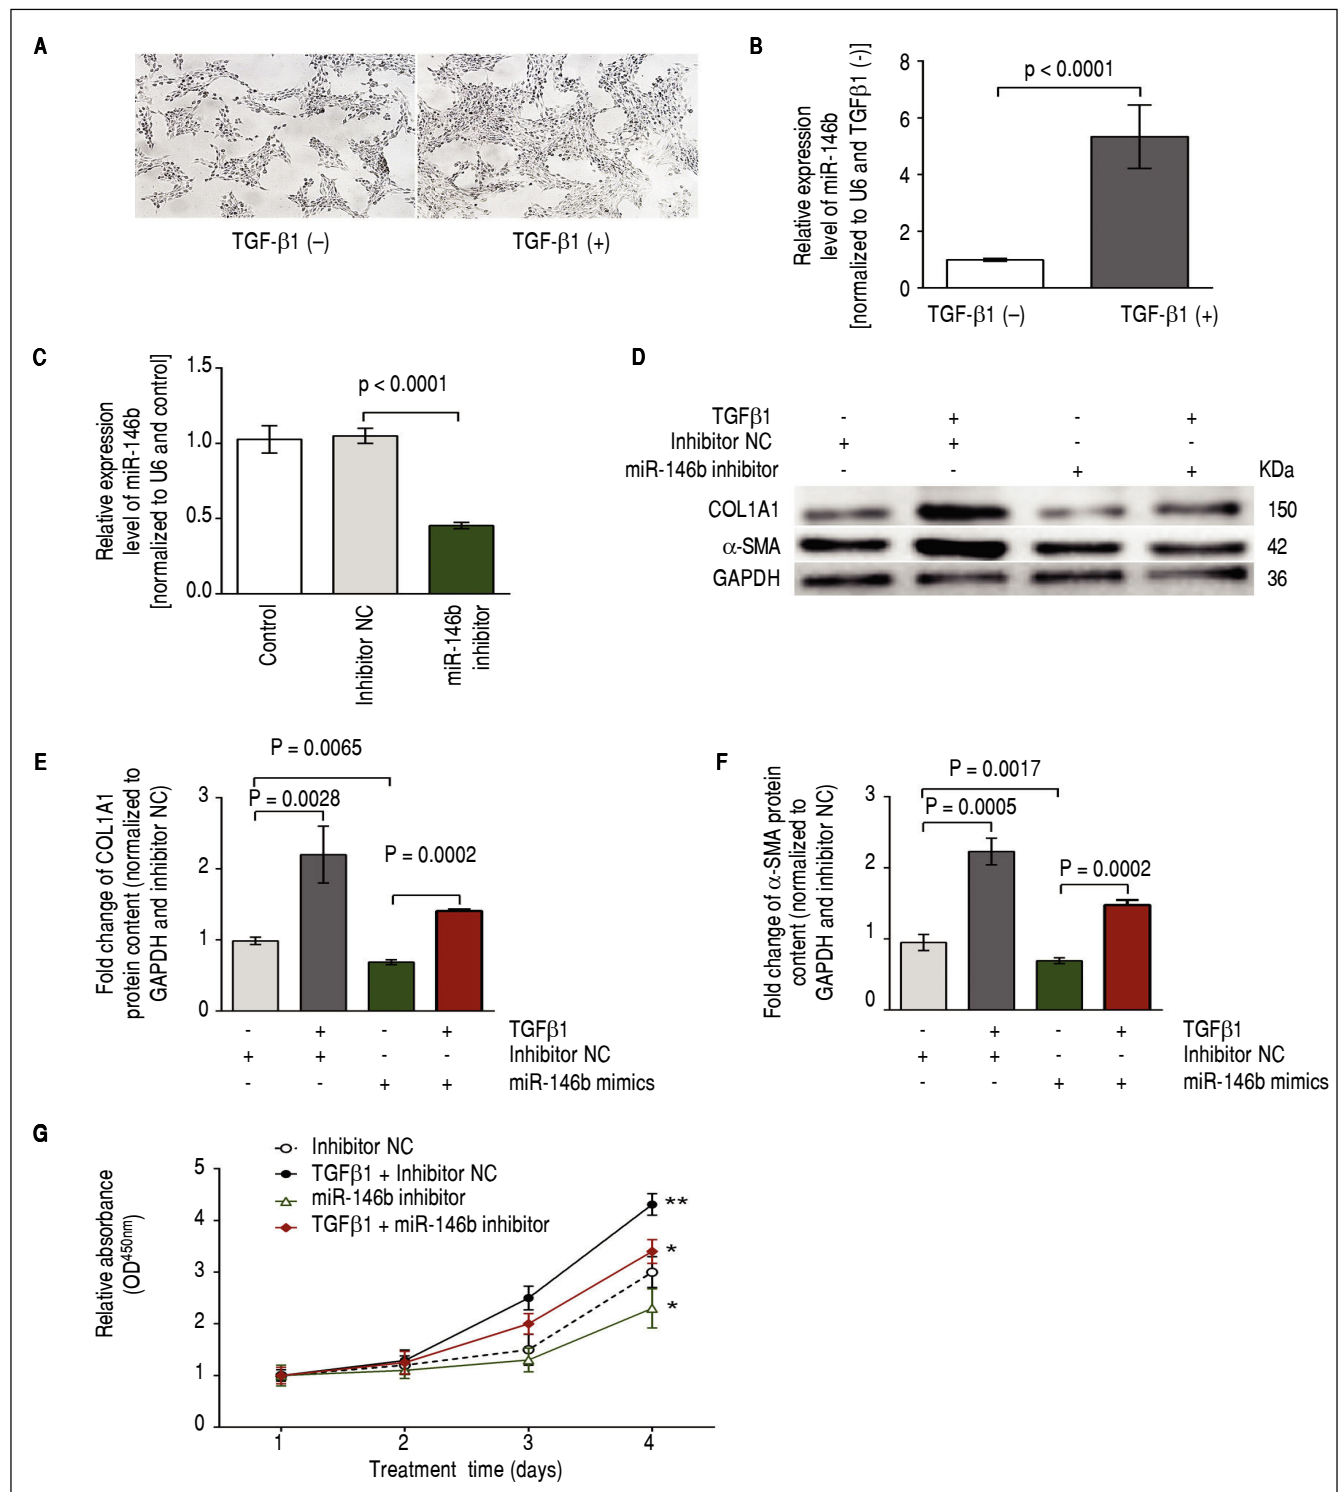 A
TGF-β1 (–)
TGF-β1 (+)
B
Relative expression
level of miR-146b
[normalized to U6 and TGFβ1 (-)]
8
6
4
2
0
p < 0.0001
TGF-β1 (–)
TGF-β1 (+)
C
Relative expression
level of miR-146b
[normalized to U6 and control]
1.5
1.0
0.5
0.0
p < 0.0001
Control
Inhibitor NC
miR-146b
inhibitor
D
TGFβ1 - + - +
Inhibitor NC + + - -
miR-146b inhibitor - - + + KDa
COL1A1 150
α-SMA 42
GAPDH 36
E
Fold change of COL1A1
protein content (normalized to
GAPDH and inhibitor NC)
3
2
1
0
P = 0.0065
P = 0.0028
P = 0.0002
- + - + TGFβ1
+ + - - Inhibitor NC
- - + + miR-146b mimics
F
Fold change of α-SMA protein
content (normalized to
GAPDH and inhibitor NC)
3
2
1
0
P = 0.0017
P = 0.0005
P = 0.0002
- + - + TGFβ1
+ + - - Inhibitor NC
- - + + miR-146b mimics
G
Relative absorbance
(OD450nm)
5
4
3
2
1
0
Inhibitor NC
TGFβ1 + Inhibitor NC
miR-146b inhibitor
TGFβ1 + miR-146b inhibitor
**
*
*
1 2 3 4
Treatment time (days)